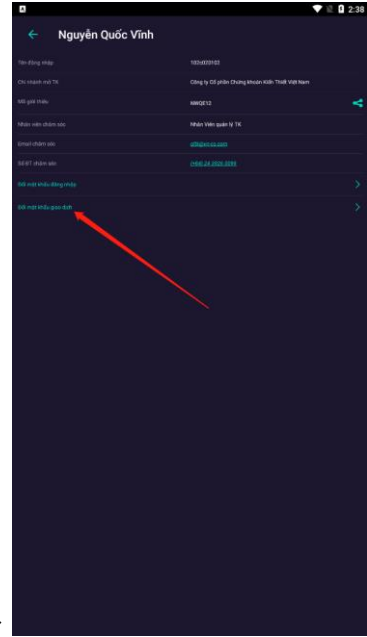 2:38
Nguyễn Quốc Vĩnh
Tên đăng nhập
Chi nhánh mở TK Công ty Cổ phần Chứng khoán Kiến Thiết Việt Nam
Mã giới thiệu
Nhân viên chăm sóc Nhân Viên quản lý TK
Email chăm sóc
Số ĐT chăm sóc
Đổi mật khẩu đăng nhập
Đổi mật khẩu giao dịch